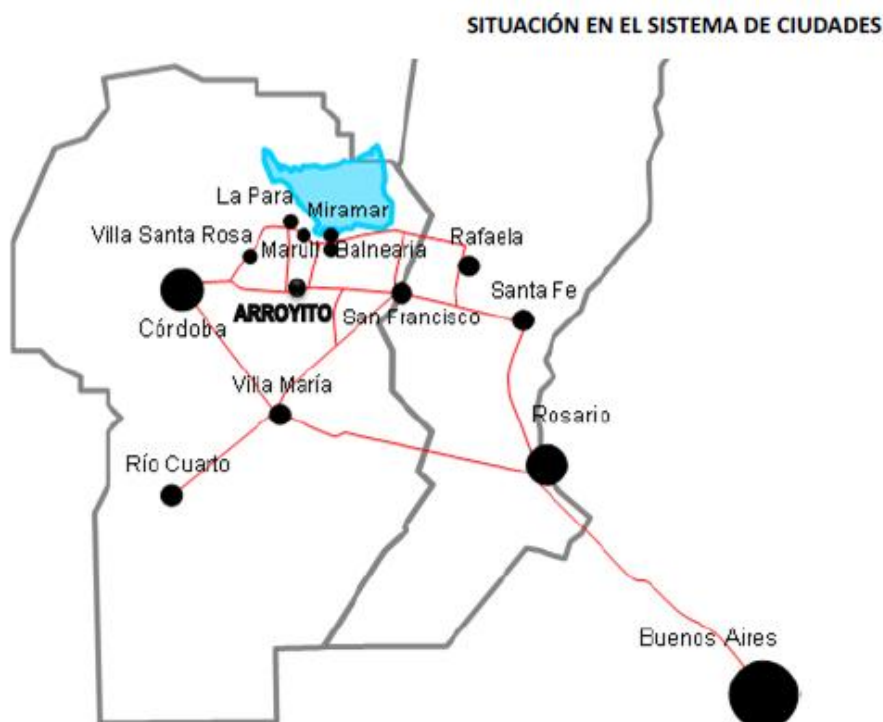 SITUACIÓN EN EL SISTEMA DE CIUDADES
La Para
Miramar
Villa Santa Rosa
Marull
Balnearia
Rafaela
Santa Fe
ARROYITO
San Francisco
Córdoba
Villa María
Rosario
Río Cuarto
Buenos Aires